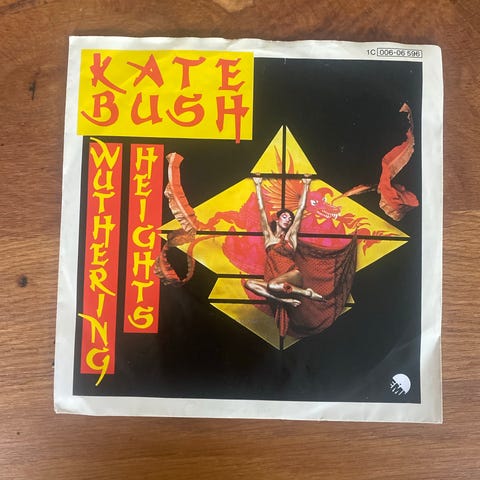 1C 006-06 596
KATE
BUSH
WUTHERING
HEIGHTS
EMI